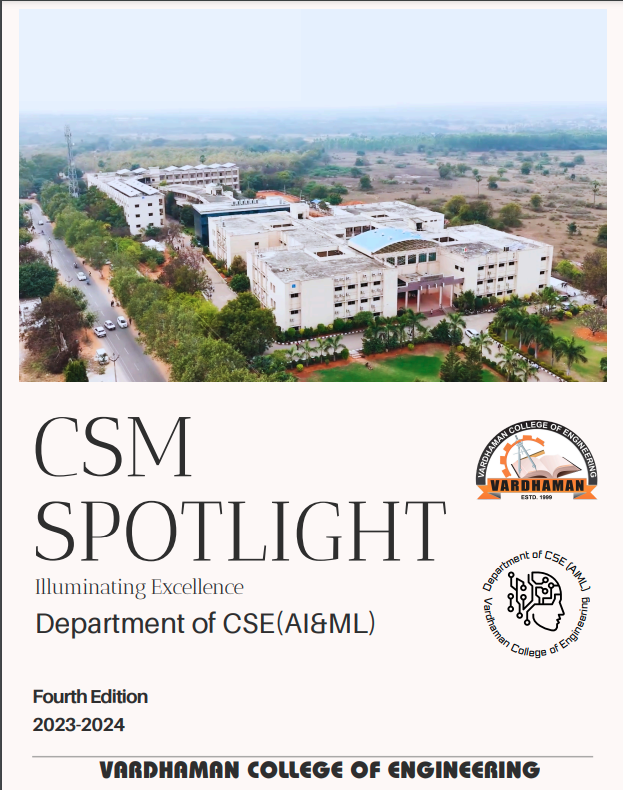 CSM
SPOTLIGHT
Illuminating Excellence
Department of CSE(AI&ML)
VARDHAMAN COLLEGE OF ENGINEERING
VARDHAMAN
ESTD. 1999
Department of CSE (AIML)
Vardhaman College of Engineering
Fourth Edition
2023-2024
VARDHAMAN COLLEGE OF ENGINEERING